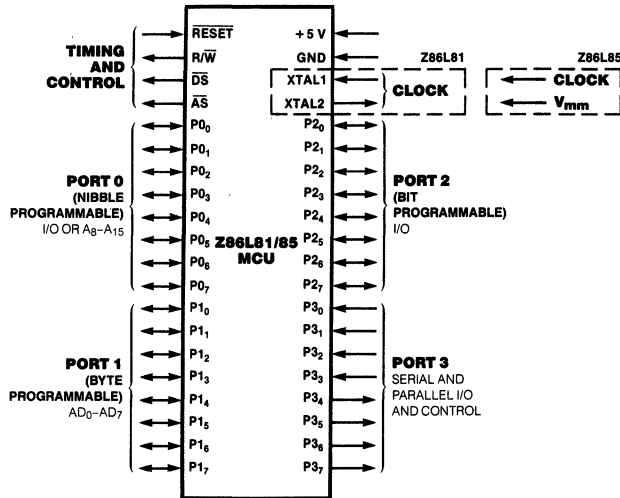 TIMING
AND
CONTROL
RESET
R/W
DS
AS
+5 V
GND
XTAL1
XTAL2
Z86L81
CLOCK
Z86L85
CLOCK
Vmm
PORT 0
(NIBBLE
PROGRAMMABLE)
I/O OR A8–A15
P00
P01
P02
P03
P04
P05
P06
P07
Z86L81/85
MCU
P20
P21
P22
P23
P24
P25
P26
P27
PORT 2
(BIT
PROGRAMMABLE)
I/O
PORT 1
(BYTE
PROGRAMMABLE)
AD0–AD7
P10
P11
P12
P13
P14
P15
P16
P17
P30
P31
P32
P33
P34
P35
P36
P37
PORT 3
SERIAL AND
PARALLEL I/O
AND CONTROL